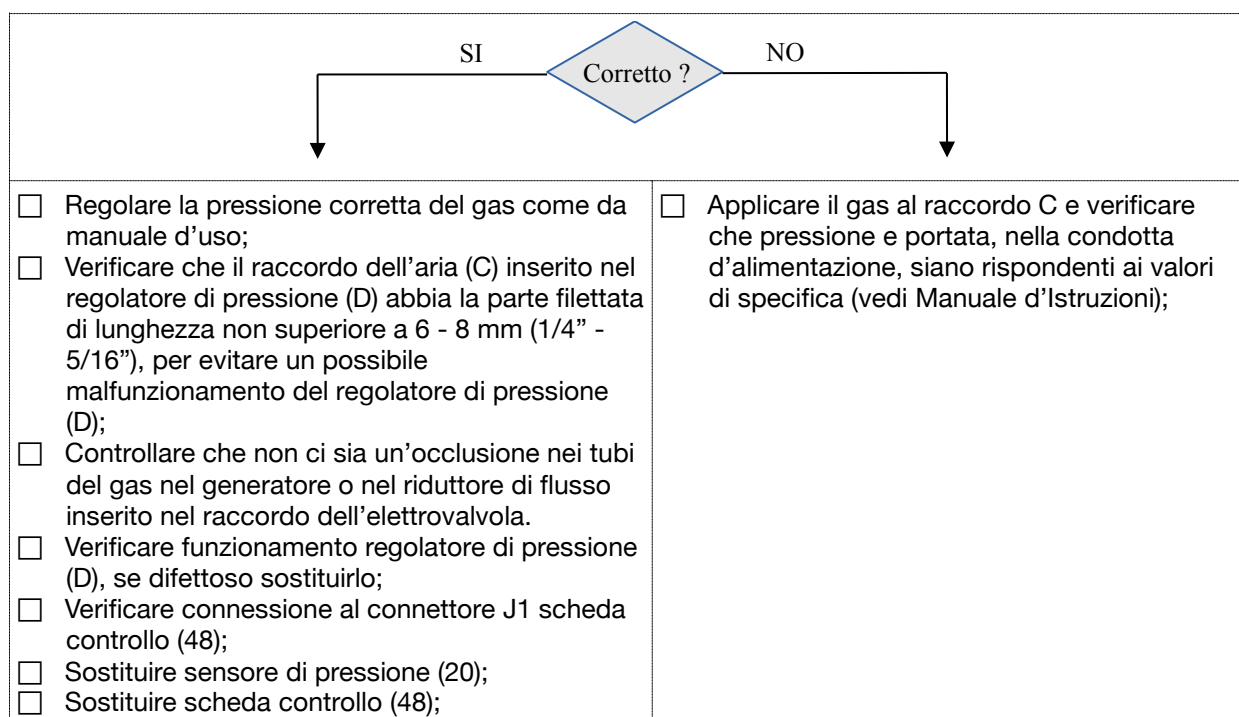 SI
Corretto ?
NO
Regolare la pressione corretta del gas come da
manuale d’uso;
Verificare che il raccordo dell’aria (C) inserito nel
regolatore di pressione (D) abbia la parte filettata
di lunghezza non superiore a 6 - 8 mm (1/4” -
5/16”), per evitare un possibile
malfunzionamento del regolatore di pressione
(D);
Controllare che non ci sia un’occlusione nei tubi
del gas nel generatore o nel riduttore di flusso
inserito nel raccordo dell’elettrovalvola.
Verificare funzionamento regolatore di pressione
(D), se difettoso sostituirlo;
Verificare connessione al connettore J1 scheda
controllo (48);
Sostituire sensore di pressione (20);
Sostituire scheda controllo (48);
Applicare il gas al raccordo C e verificare
che pressione e portata, nella condotta
d’alimentazione, siano rispondenti ai valori
di specifica (vedi Manuale d’Istruzioni);